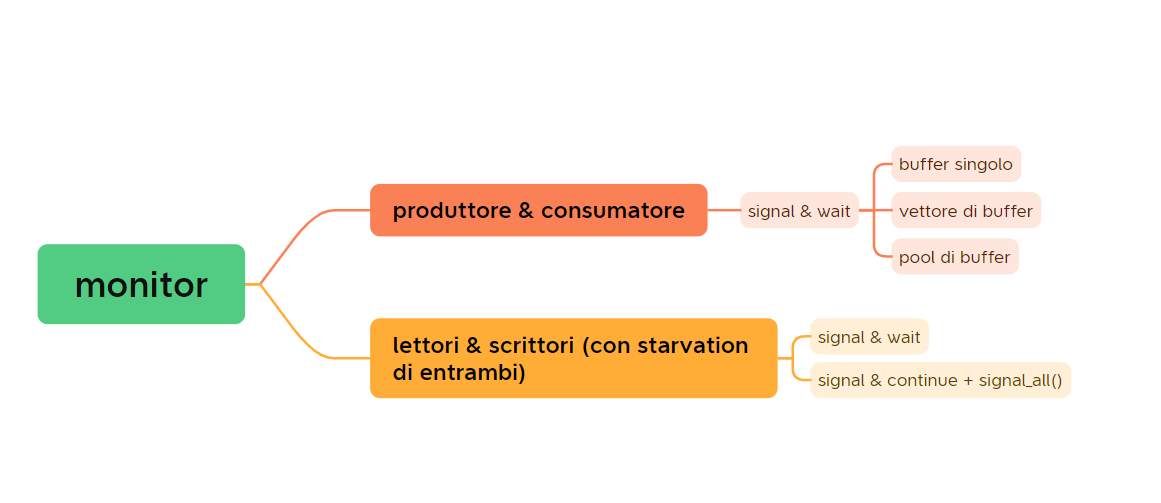 monitor
produttore & consumatore
signal & wait
buffer singolo
vettore di buffer
pool di buffer
lettori & scrittori (con starvation
di entrambi)
signal & wait
signal & continue + signal_all()